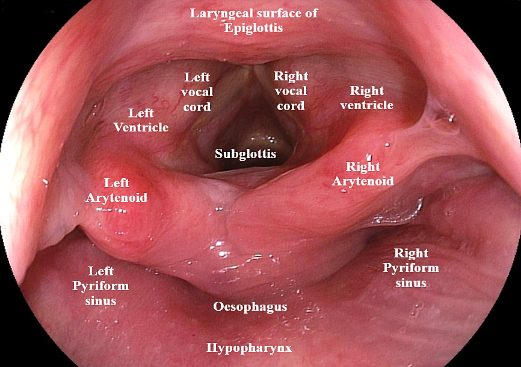 Laryngeal surface of
Epiglottis
Left
vocal
cord
Right
vocal
cord
Right
ventricle
Left
Ventricle
Subglottis
Right
Arytenoid
Left
Arytenoid
Right
Pyriform
sinus
Left
Pyriform
sinus
Oesophagus
Hypopharynx